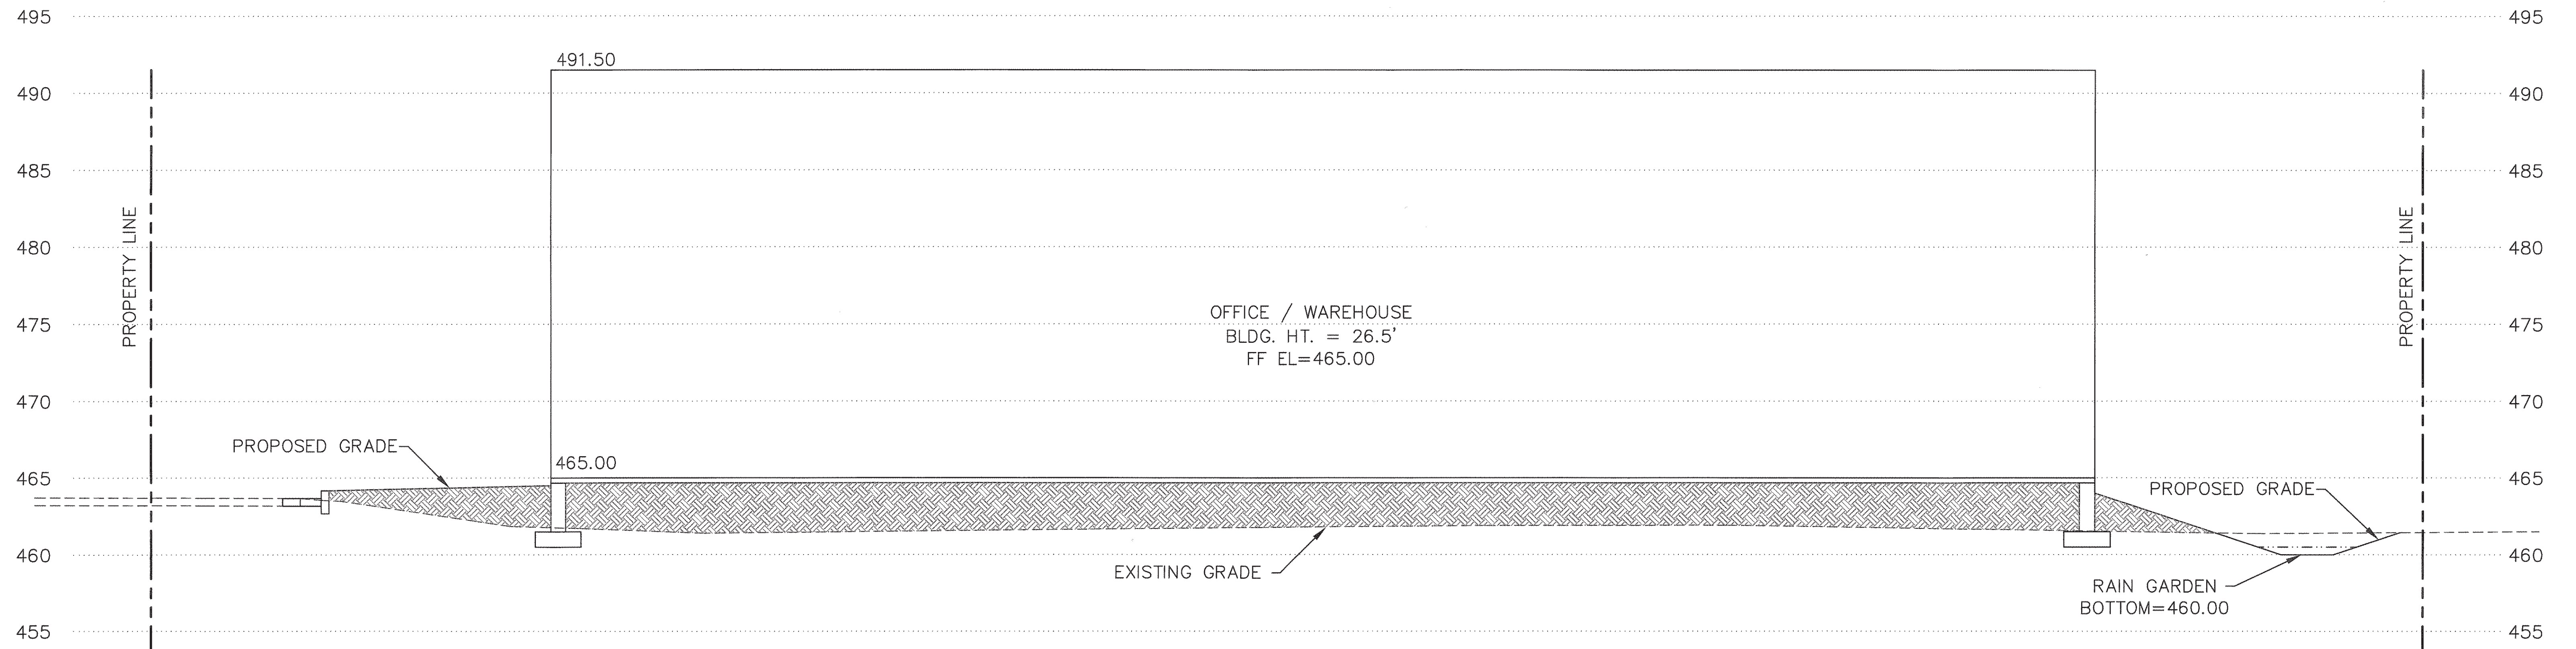 495
495
491.50
490
490
485
485
480
480
PROPERTY LINE
PROPERTY LINE
475
475
OFFICE / WAREHOUSE
BLDG. HT. = 26.5'
FF EL=465.00
470
470
PROPOSED GRADE
465.00
465
465
PROPOSED GRADE
460
460
EXISTING GRADE
RAIN GARDEN
BOTTOM=460.00
455
455